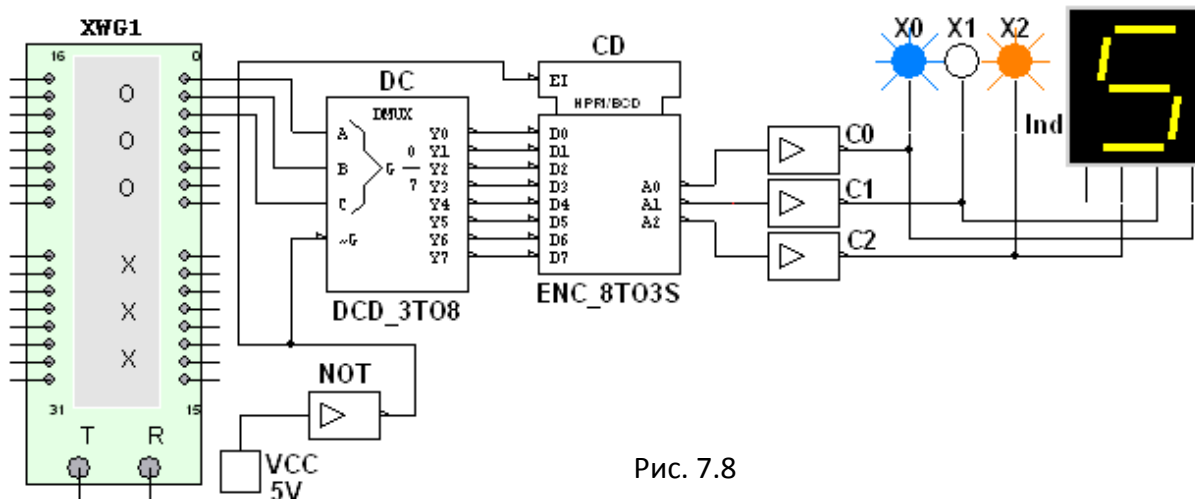 XWG1
16
0
O
O
O
X
X
X
31
15
T
R
DC
DMUX
A
B
C
~G
G
0
7
Y0
Y1
Y2
Y3
Y4
Y5
Y6
Y7
DCD_3TO8
NOT
VCC
5V
CD
EI
HPRI/BCD
D0
D1
D2
D3
D4
D5
D6
D7
A0
A1
A2
ENC_8TO3S
C0
C1
C2
X0
X1
X2
Ind
5
Рис. 7.8